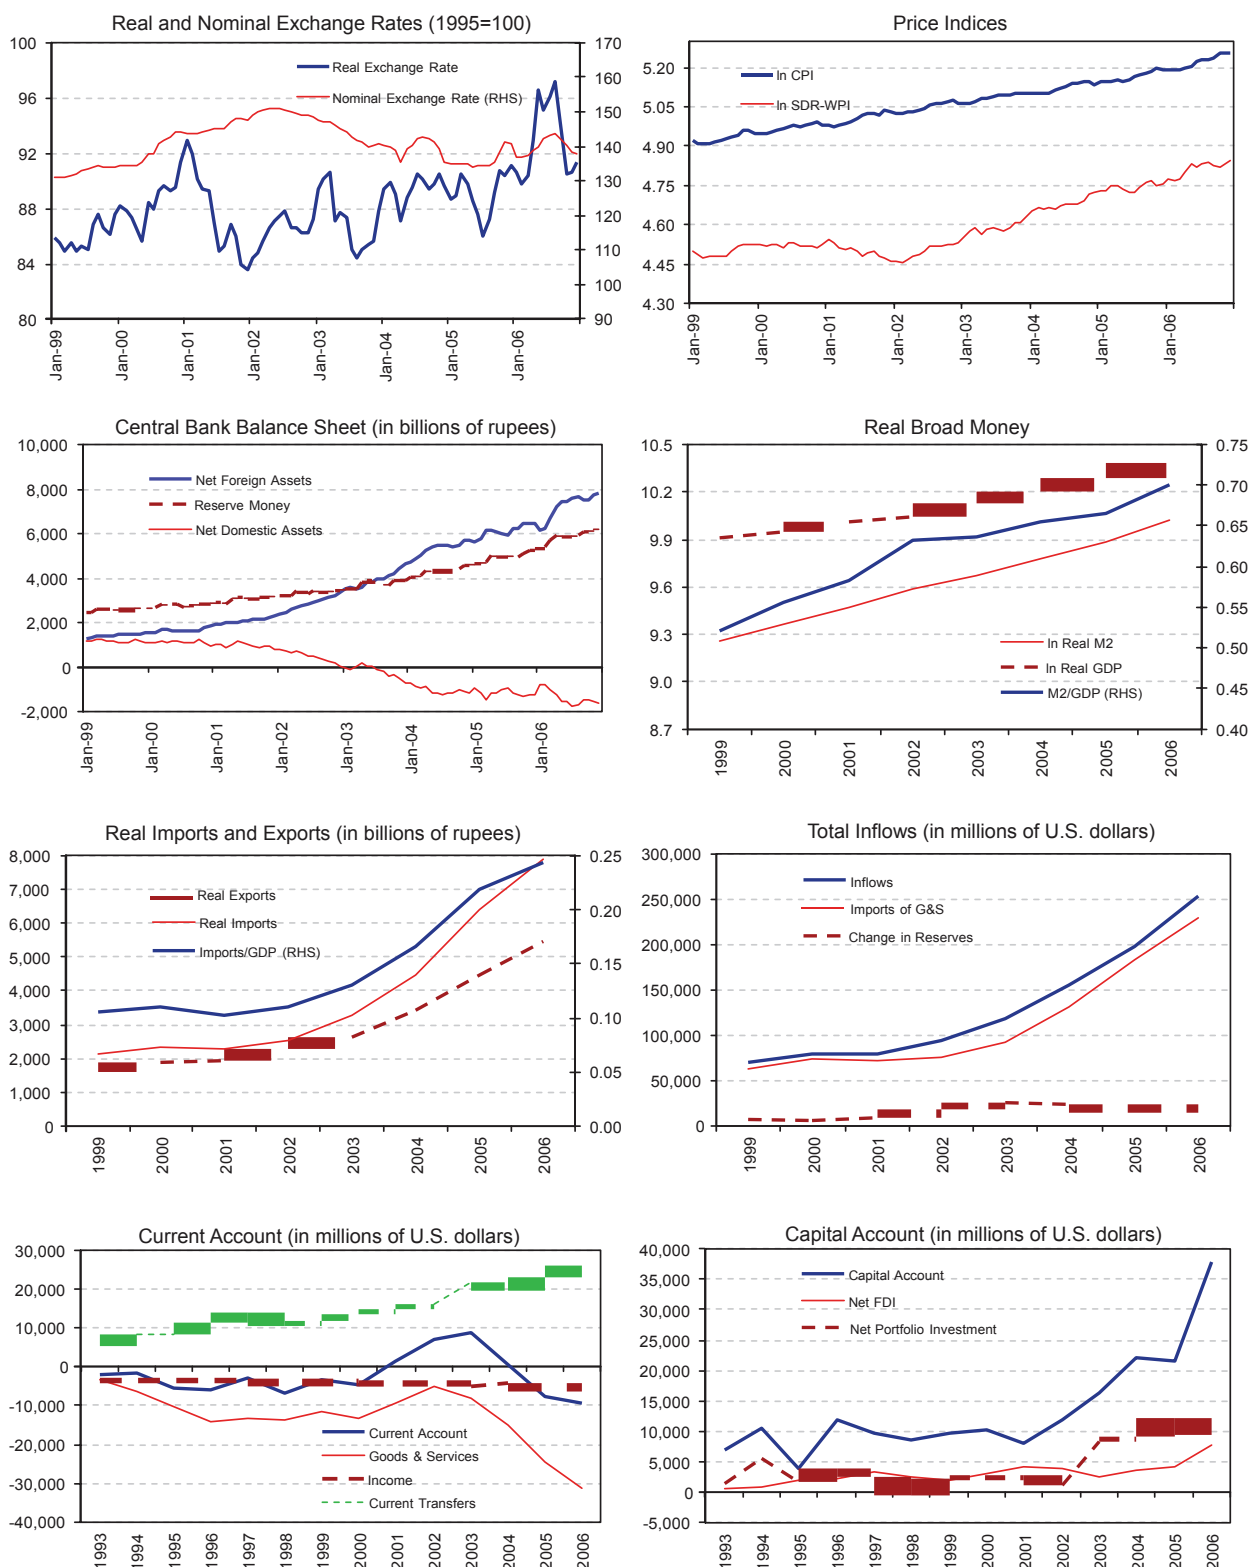 Real and Nominal Exchange Rates (1995=100)
100
96
92
88
84
80
170
160
150
140
130
120
110
100
90
Real Exchange Rate
Nominal Exchange Rate (RHS)
Jan-99
Jan-00
Jan-01
Jan-02
Jan-03
Jan-04
Jan-05
Jan-06
Price Indices
5.20
5.05
4.90
4.75
4.60
4.45
4.30
ln CPI
ln SDR-WPI
Jan-99
Jan-00
Jan-01
Jan-02
Jan-03
Jan-04
Jan-05
Jan-06
Central Bank Balance Sheet (in billions of rupees)
10,000
8,000
6,000
4,000
2,000
0
-2,000
Net Foreign Assets
Reserve Money
Net Domestic Assets
Jan-99
Jan-00
Jan-01
Jan-02
Jan-03
Jan-04
Jan-05
Jan-06
Real Broad Money
10.5
10.2
9.9
9.6
9.3
9.0
8.7
0.75
0.70
0.65
0.60
0.55
0.50
0.45
0.40
ln Real M2
ln Real GDP
M2/GDP (RHS)
1999
2000
2001
2002
2003
2004
2005
2006
Real Imports and Exports (in billions of rupees)
8,000
7,000
6,000
5,000
4,000
3,000
2,000
1,000
0
0.25
0.20
0.15
0.10
0.05
0.00
Real Exports
Real Imports
Imports/GDP (RHS)
1999
2000
2001
2002
2003
2004
2005
2006
Total Inflows (in millions of U.S. dollars)
300,000
250,000
200,000
150,000
100,000
50,000
0
Inflows
Imports of G&S
Change in Reserves
1999
2000
2001
2002
2003
2004
2005
2006
Current Account (in millions of U.S. dollars)
30,000
20,000
10,000
0
-10,000
-20,000
-30,000
-40,000
Current Account
Goods & Services
Income
Current Transfers
1993
1994
1995
1996
1997
1998
1999
2000
2001
2002
2003
2004
2005
2006
Capital Account (in millions of U.S. dollars)
40,000
35,000
30,000
25,000
20,000
15,000
10,000
5,000
0
-5,000
Capital Account
Net FDI
Net Portfolio Investment
1993
1994
1995
1996
1997
1998
1999
2000
2001
2002
2003
2004
2005
2006